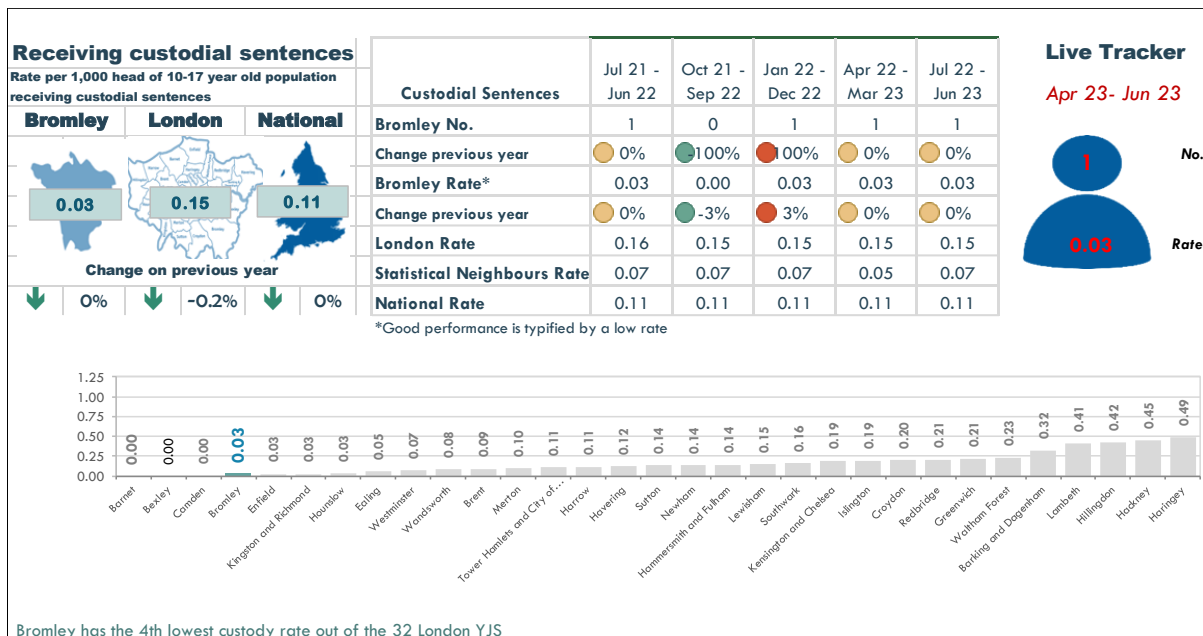 Receiving custodial sentences
Rate per 1,000 head of 10-17 year old population
receiving custodial sentences
Bromley London National
0.03 0.15 0.11
Change on previous year
0% -0.2% 0%
Custodial Sentences Jul 21 - Jun 22 Oct 21 - Sep 22 Jan 22 - Dec 22 Apr 22 - Mar 23 Jul 22 - Jun 23
Bromley No. 1 0 1 1 1
Change previous year 0% -100% 100% 0% 0%
Bromley Rate* 0.03 0.00 0.03 0.03 0.03
Change previous year 0% -3% 3% 0% 0%
London Rate 0.16 0.15 0.15 0.15 0.15
Statistical Neighbours Rate 0.07 0.07 0.07 0.05 0.07
National Rate 0.11 0.11 0.11 0.11 0.11
*Good performance is typified by a low rate
Live Tracker
Apr 23- Jun 23
1 No.
0.03 Rate
1.25
1.00
0.75
0.50
0.25
0.00
0.00 0.00 0.00 0.03 0.03 0.03 0.03 0.05 0.07 0.08 0.09 0.10 0.11 0.11 0.12 0.14 0.14 0.14 0.15 0.16 0.19 0.19 0.20 0.21 0.21 0.23 0.32 0.41 0.42 0.45 0.49
Barnet
Bexley
Camden
Bromley
Enfield
Kingston and Richmond
Hounslow
Ealing
Westminster
Wandsworth
Brent
Merton
Tower Hamlets and City of...
Harrow
Havering
Sutton
Newham
Hammersmith and Fulham
Lewisham
Southwark
Kensington and Chelsea
Islington
Croydon
Redbridge
Greenwich
Waltham Forest
Barking and Dagenham
Lambeth
Hillingdon
Hackney
Haringey
Bromley has the 4th lowest custody rate out of the 32 London YJS